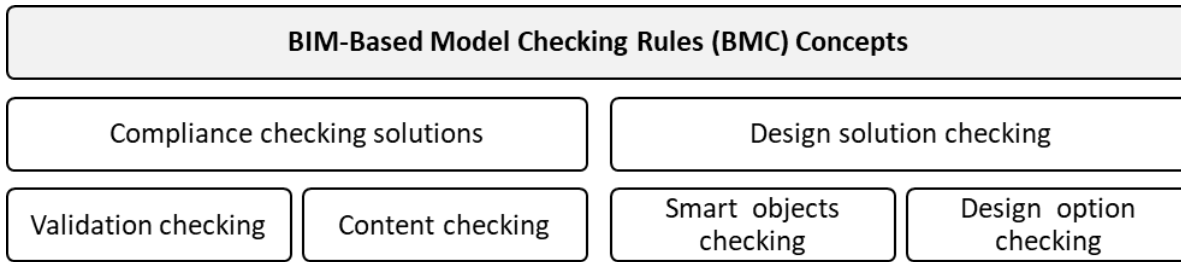 BIM-Based Model Checking Rules (BMC) Concepts
Compliance checking solutions
Design solution checking
Validation checking
Content checking
Smart objects
checking
Design option
checking